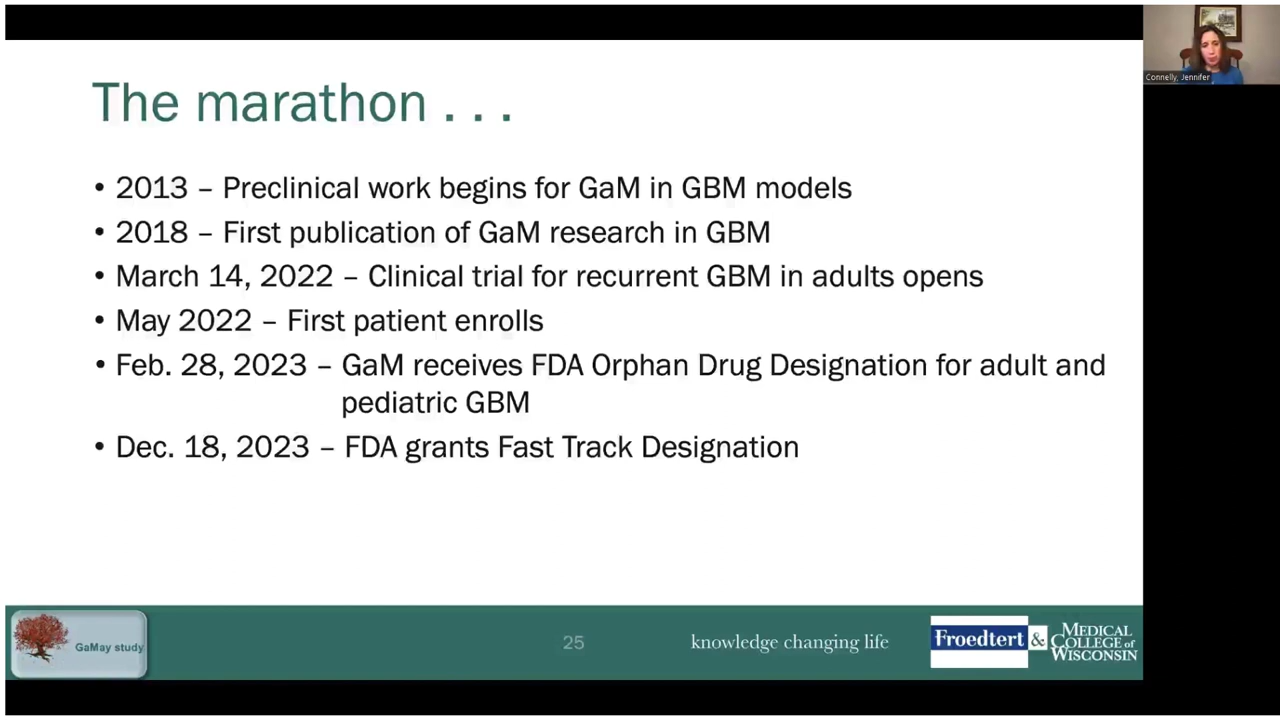 The marathon . . .
• 2013 – Preclinical work begins for GaM in GBM models
• 2018 – First publication of GaM research in GBM
• March 14, 2022 – Clinical trial for recurrent GBM in adults opens
• May 2022 – First patient enrolls
• Feb. 28, 2023 – GaM receives FDA Orphan Drug Designation for adult and
pediatric GBM
• Dec. 18, 2023 – FDA grants Fast Track Designation
Connelly, Jennifer
GaMay study
25
knowledge changing life
Froedtert &
MEDICAL
COLLEGE of
WISCONSIN